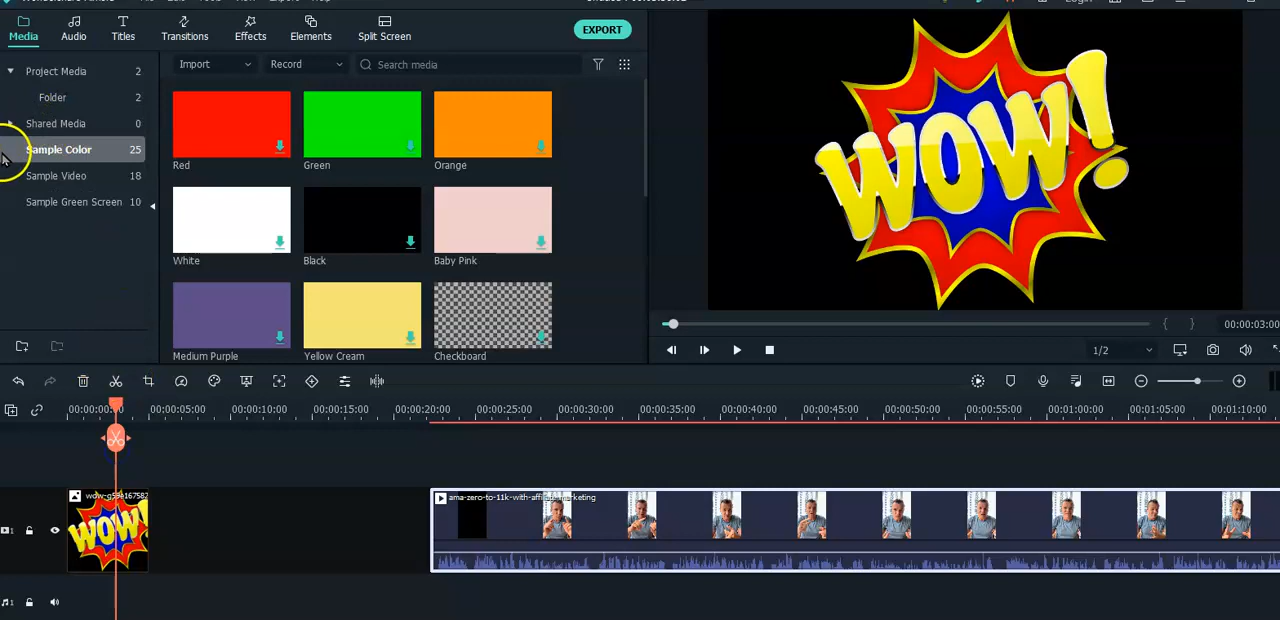 Media
Audio
Titles
Transitions
Effects
Elements
Split Screen
EXPORT
Project Media 2
Folder 2
Shared Media 0
Sample Color 25
Sample Video 18
Sample Green Screen 10
Import
Record
Search media
Red
Green
Orange
White
Black
Baby Pink
Medium Purple
Yellow Cream
Checkboard
WOW!
{ }
00:00:03:00
1/2
00:00:00
00:00:05:00
00:00:10:00
00:00:15:00
00:00:20:00
00:00:25:00
00:00:30:00
00:00:35:00
00:00:40:00
00:00:45:00
00:00:50:00
00:00:55:00
00:01:00:00
00:01:05:00
00:01:10:00
ama-zero-to-11k-with-affiliate-marketing
WOW!
1
1